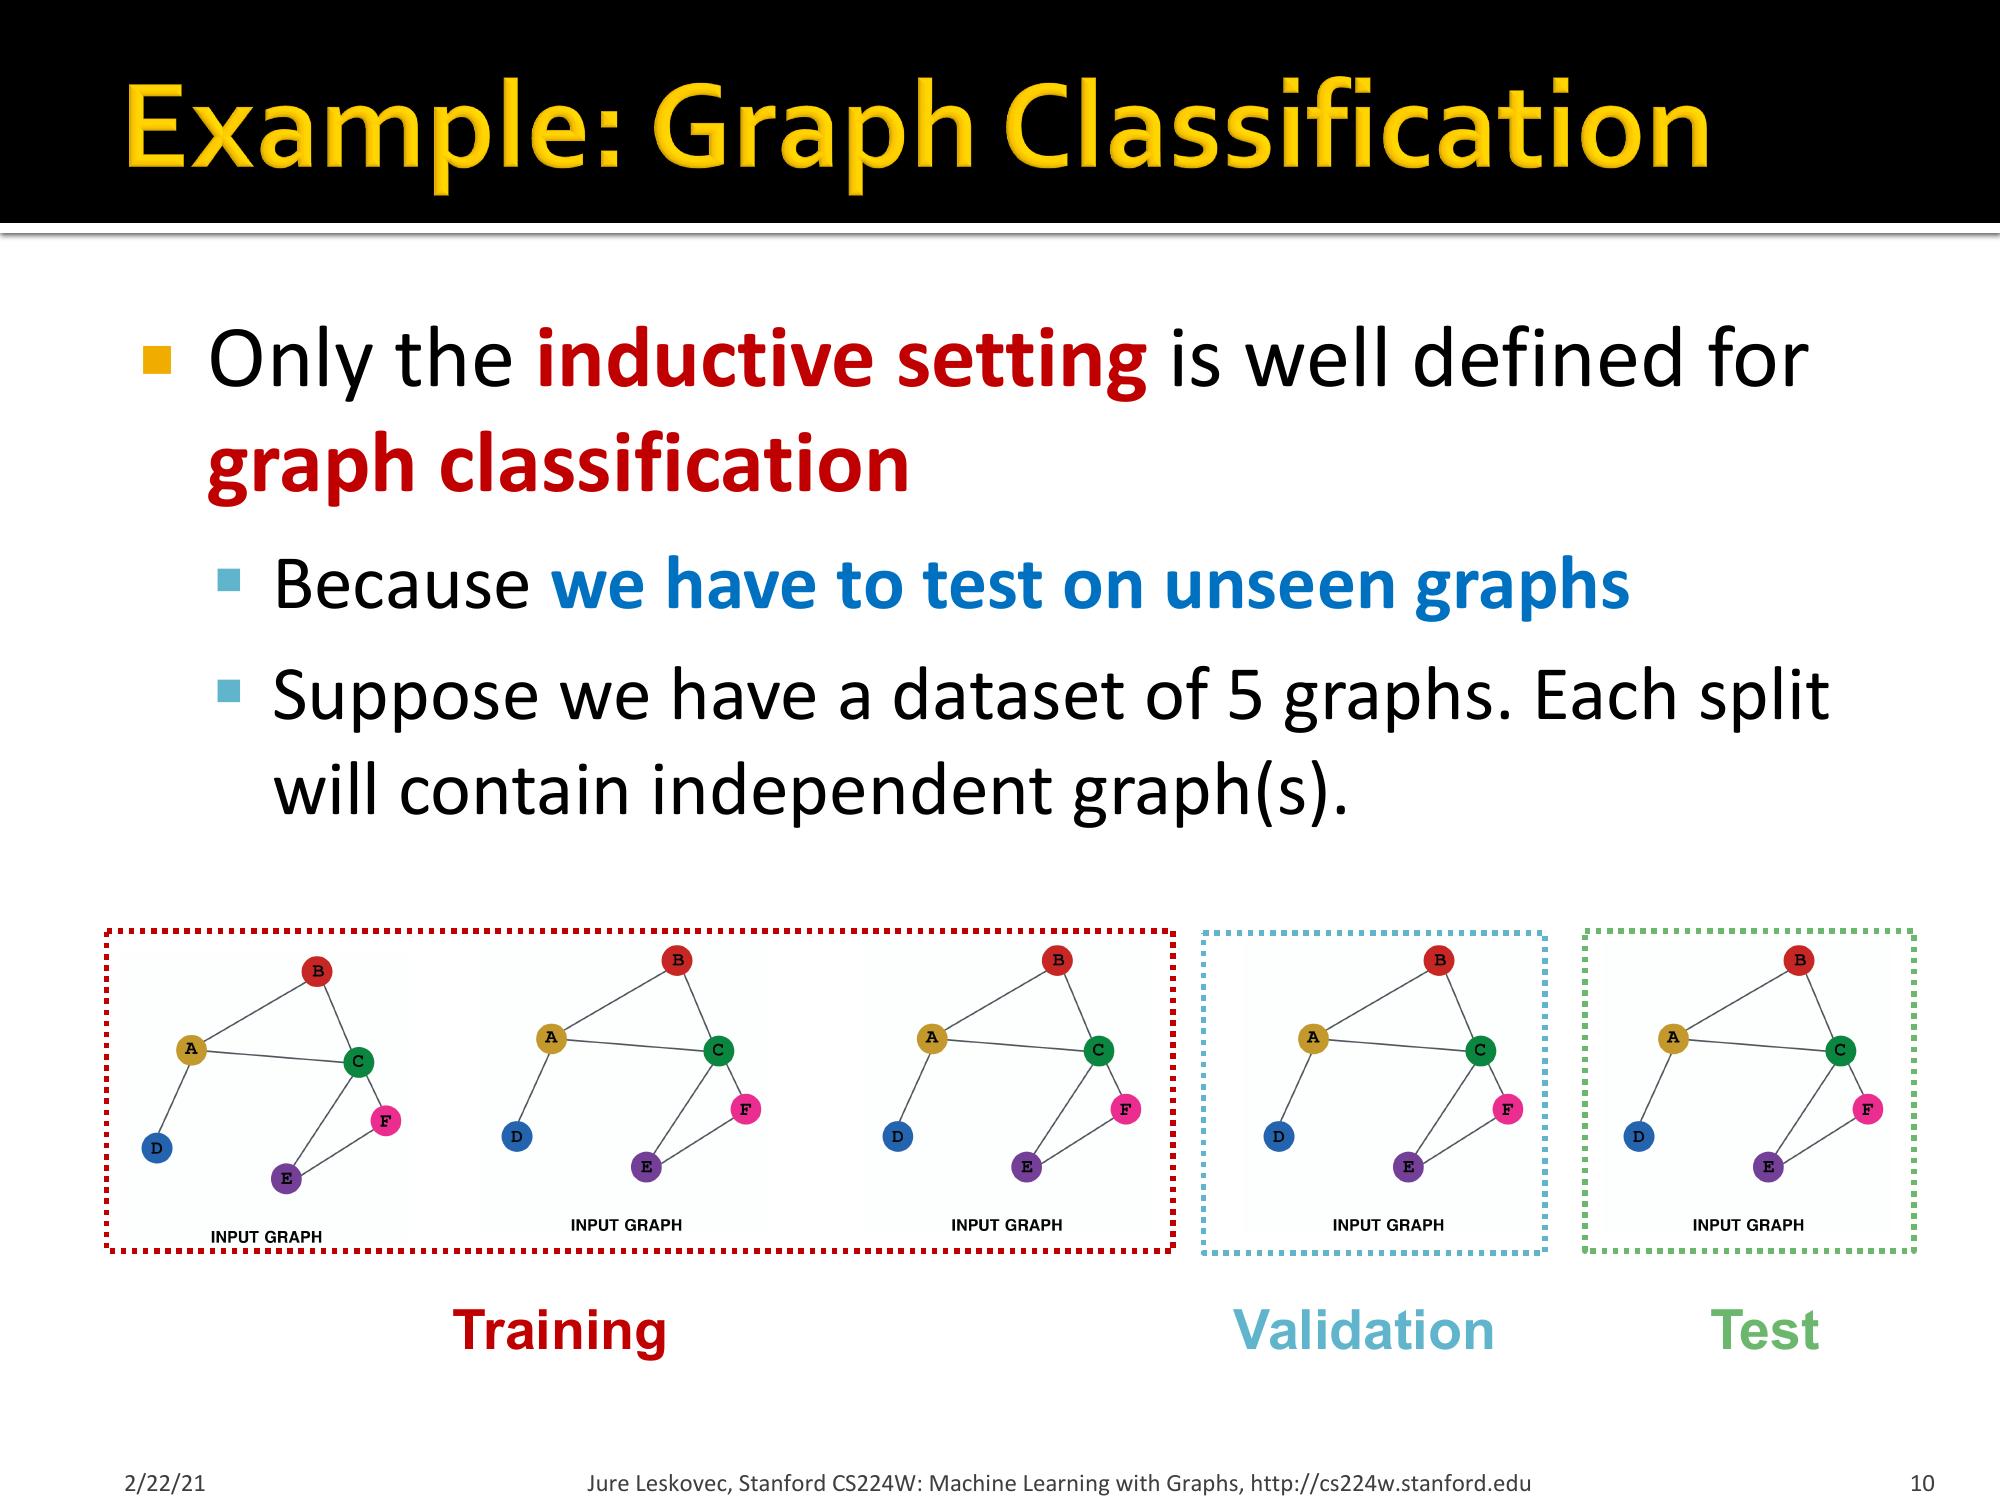 Example: Graph Classification
Only the inductive setting is well defined for
graph classification
Because we have to test on unseen graphs
Suppose we have a dataset of 5 graphs. Each split
will contain independent graph(s).
B
A
C
F
D
E
INPUT GRAPH
B
A
C
F
D
E
INPUT GRAPH
B
A
C
F
D
E
INPUT GRAPH
B
A
C
F
D
E
INPUT GRAPH
B
A
C
F
D
E
INPUT GRAPH
Training
Validation
Test
2/22/21
Jure Leskovec, Stanford CS224W: Machine Learning with Graphs, http://cs224w.stanford.edu
10